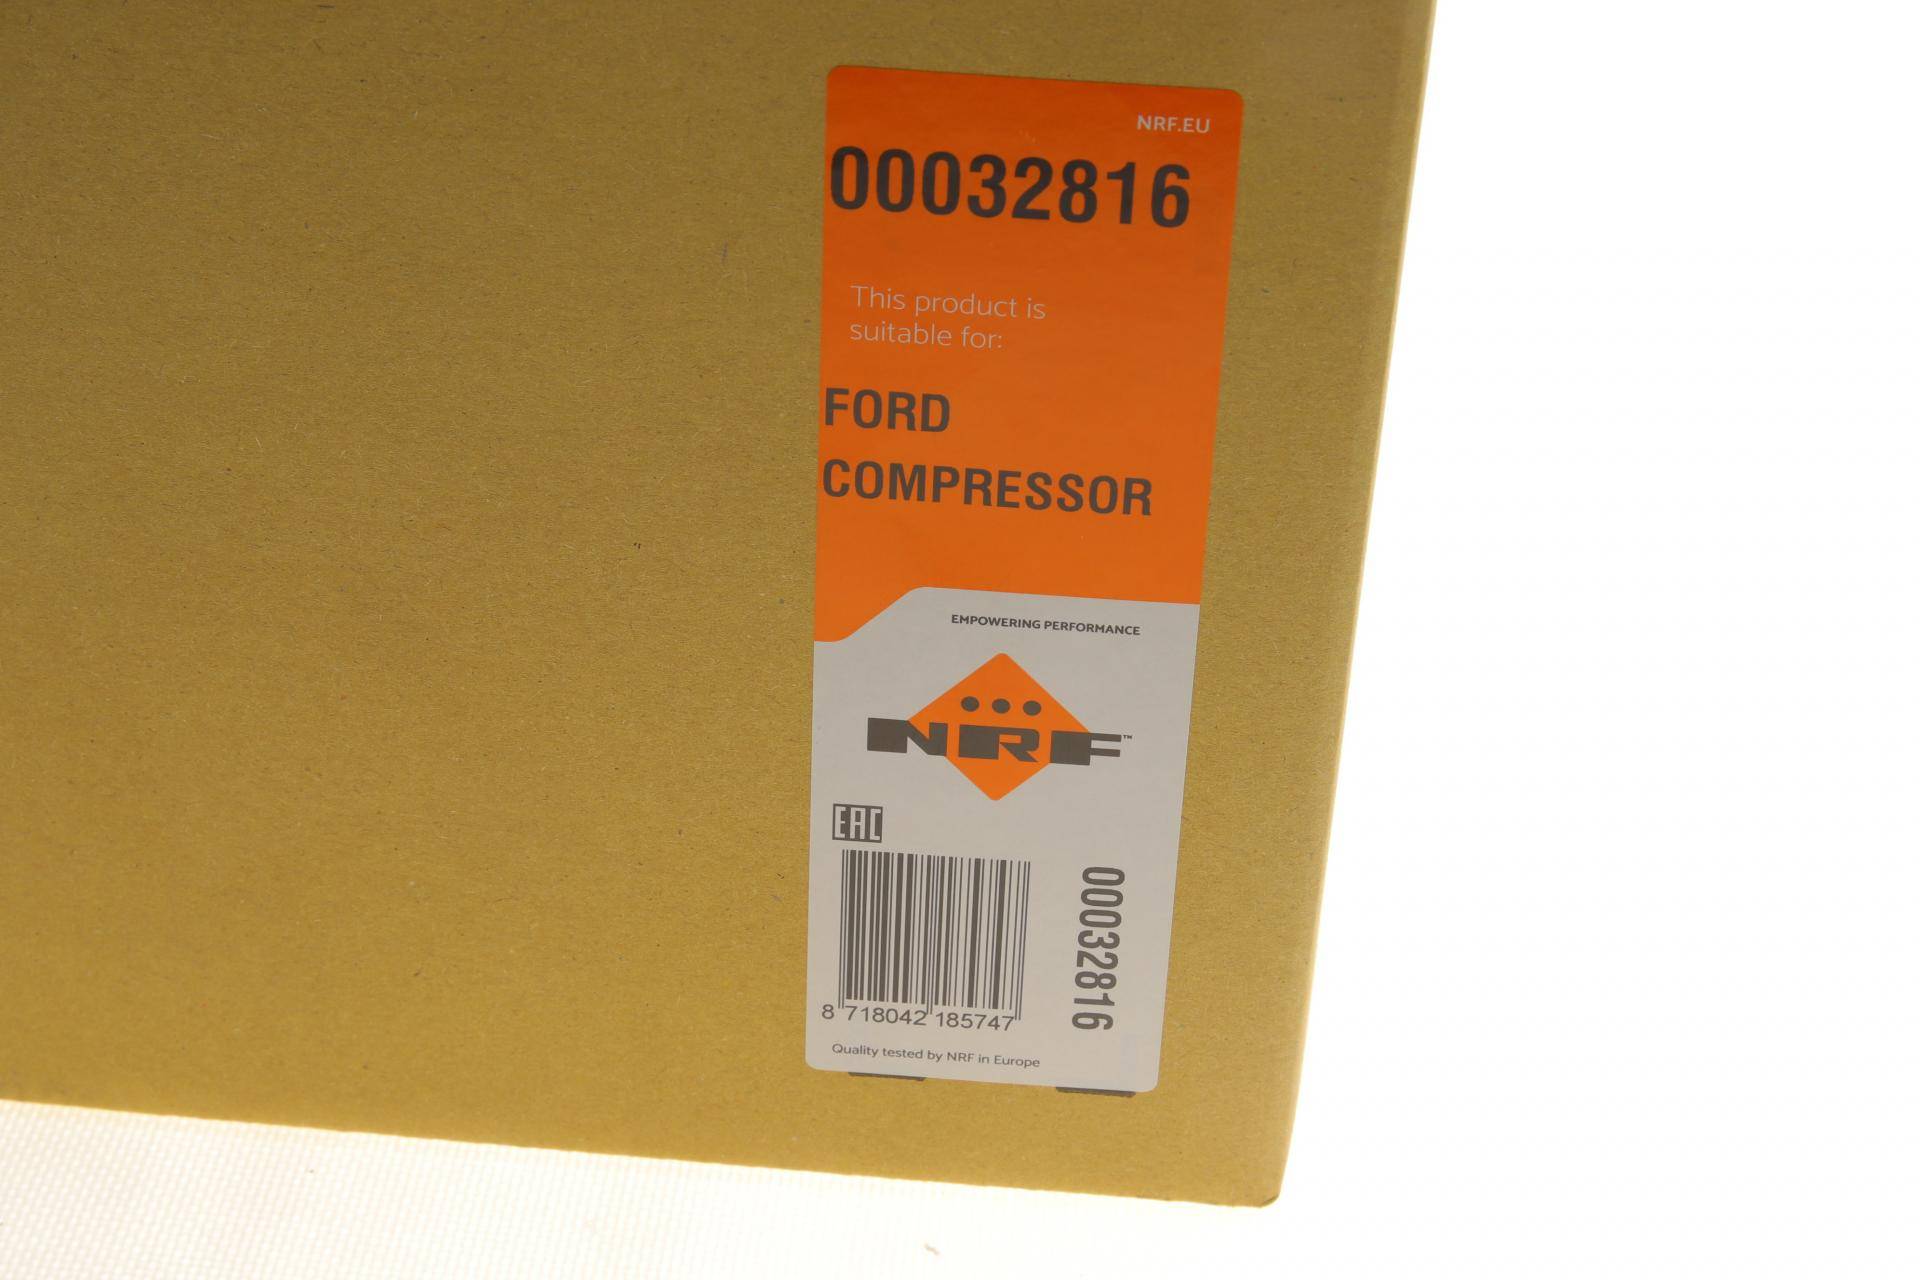 NRF.EU
00032816
This product is
suitable for:
FORD
COMPRESSOR
EMPOWERING PERFORMANCE
NRF™
EAC
8 718042 185747
00032816
Quality tested by NRF in Europe